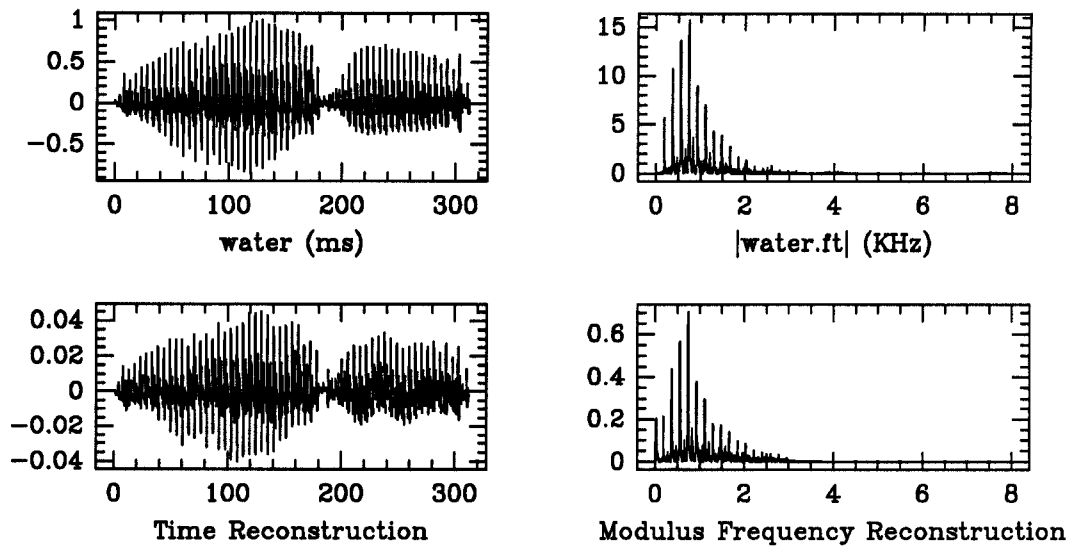 1
0.5
0
−0.5
0 100 200 300
water (ms)
15
10
5
0
0 2 4 6 8
|water.ft| (KHz)
0.04
0.02
0
−0.02
−0.04
0 100 200 300
Time Reconstruction
0.6
0.4
0.2
0
0 2 4 6 8
Modulus Frequency Reconstruction